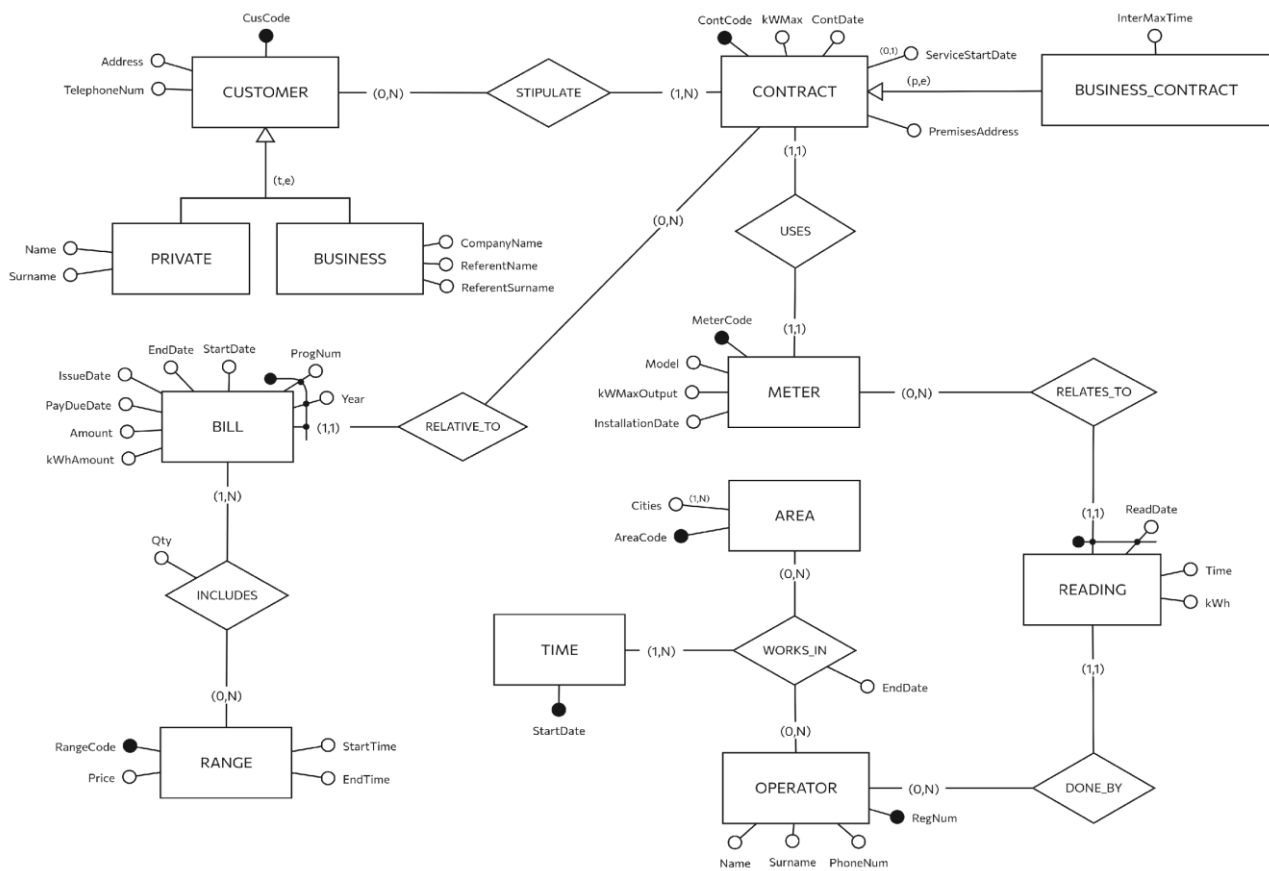 CusCode
Address
TelephoneNum
CUSTOMER
(0,N)
STIPULATE
(1,N)
ContCode
kWMax
ContDate
(0,1)
ServiceStartDate
CONTRACT
(p,e)
PremisesAddress
InterMaxTime
BUSINESS_CONTRACT
(t,e)
Name
Surname
PRIVATE
BUSINESS
CompanyName
ReferentName
ReferentSurname
(1,1)
USES
(1,1)
(0,N)
IssueDate
EndDate
StartDate
ProgNum
Year
PayDueDate
Amount
kWhAmount
BILL
(1,1)
RELATIVE_TO
MeterCode
Model
kWMaxOutput
InstallationDate
METER
(0,N)
RELATES_TO
(1,1)
ReadDate
READING
Time
kWh
(1,1)
(1,N)
Qty
INCLUDES
(0,N)
RangeCode
Price
RANGE
StartTime
EndTime
Cities
(1,N)
AreaCode
AREA
(0,N)
TIME
(1,N)
WORKS_IN
EndDate
StartDate
(0,N)
OPERATOR
(0,N)
DONE_BY
RegNum
Name
Surname
PhoneNum